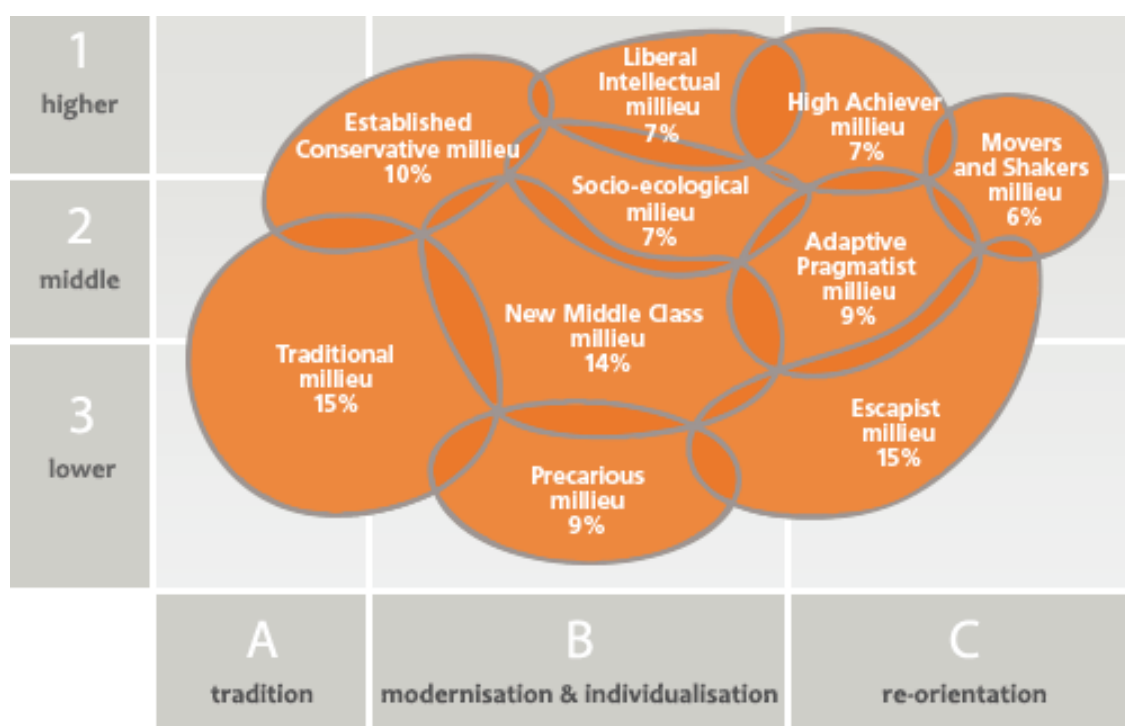 1
higher
2
middle
3
lower
Established
Conservative millieu
10%
Liberal
Intellectual
millieu
7%
High Achiever
millieu
7%
Movers
and Shakers
millieu
6%
Socio-ecological
milieu
7%
Adaptive
Pragmatist
millieu
9%
New Middle Class
millieu
14%
Traditional
millieu
15%
Escapist
millieu
15%
Precarious
millieu
9%
A
tradition
B
modernisation & individualisation
C
re-orientation